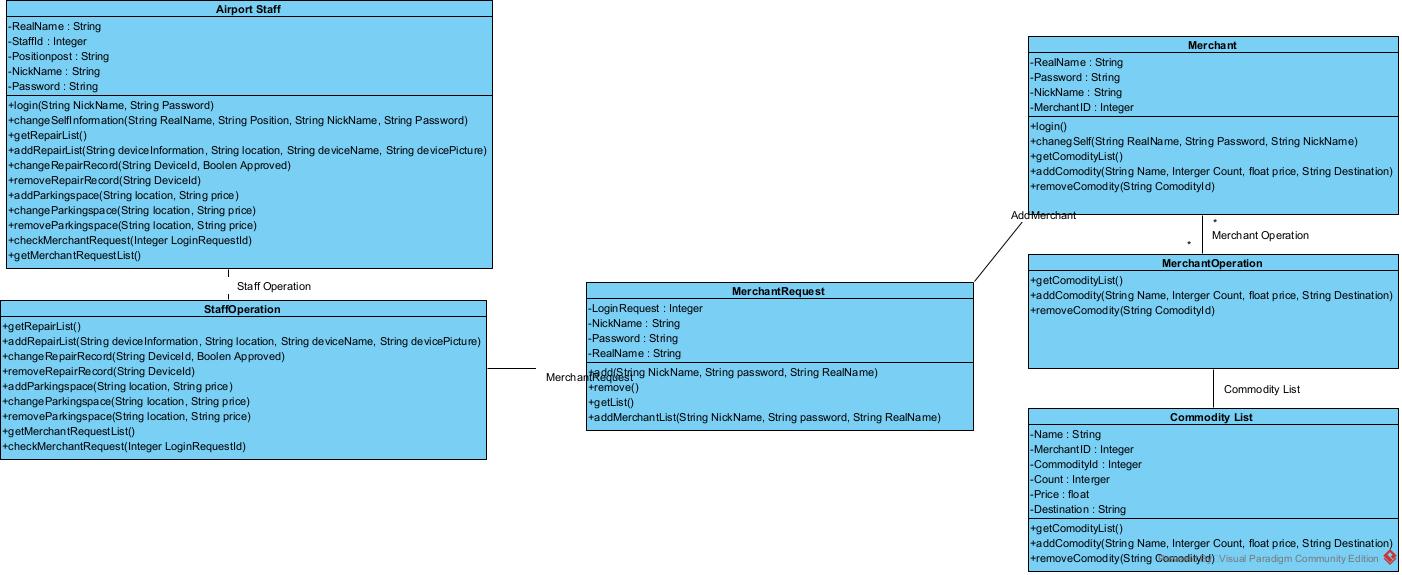 Airport Staff
-RealName : String
-StaffId : Integer
-Positionpost : String
-NickName : String
-Password : String
+login(String NickName, String Password)
+changeSelfInformation(String RealName, String Position, String NickName, String Password)
+getRepairList()
+addRepairList(String deviceInformation, String location, String deviceName, String devicePicture)
+changeRepairRecord(String DeviceId, Boolen Approved)
+removeRepairRecord(String DeviceId)
+addParkingspace(String location, String price)
+changeParkingspace(String location, String price)
+removeParkingspace(String location, String price)
+checkMerchantRequest(Integer LoginRequestId)
+getMerchantRequestList()
Staff Operation
StaffOperation
+getRepairList()
+addRepairList(String deviceInformation, String location, String deviceName, String devicePicture)
+changeRepairRecord(String DeviceId, Boolen Approved)
+removeRepairRecord(String DeviceId)
+addParkingspace(String location, String price)
+changeParkingspace(String location, String price)
+removeParkingspace(String location, String price)
+getMerchantRequestList()
+checkMerchantRequest(Integer LoginRequestId)
MerchantRequest
MerchantRequest
-LoginRequest : Integer
-NickName : String
-Password : String
-RealName : String
+add(String NickName, String password, String RealName)
+remove()
+getList()
+addMerchantList(String NickName, String password, String RealName)
AddMerchant
Merchant
-RealName : String
-Password : String
-NickName : String
-MerchantID : Integer
+login()
+chanegSelf(String RealName, String Password, String NickName)
+getComodityList()
+addComodity(String Name, Interger Count, float price, String Destination)
+removeComodity(String ComodityId)
*
Merchant Operation
*
MerchantOperation
+getComodityList()
+addComodity(String Name, Interger Count, float price, String Destination)
+removeComodity(String ComodityId)
Commodity List
Commodity List
-Name : String
-MerchantID : Integer
-CommodityId : Integer
-Count : Interger
-Price : float
-Destination : String
+getComodityList()
+addComodity(String Name, Interger Count, float price, String Destination)
+removeComodity(String ComodityId)
Visual Paradigm Community Edition